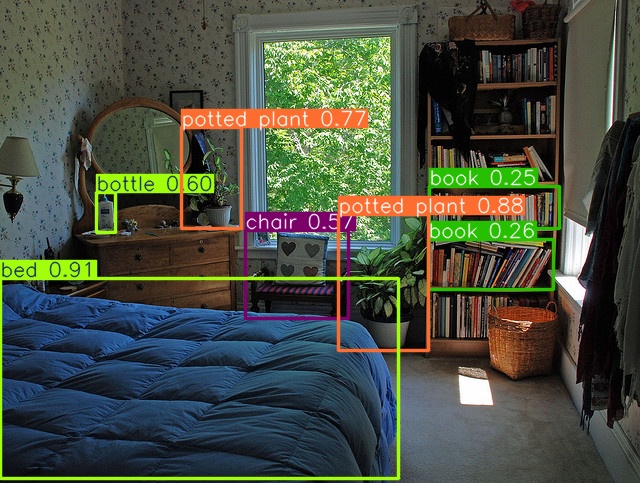 potted plant 0.77
book 0.25
bottle 0.60
potted plant 0.88
chair 0.57
book 0.26
bed 0.91